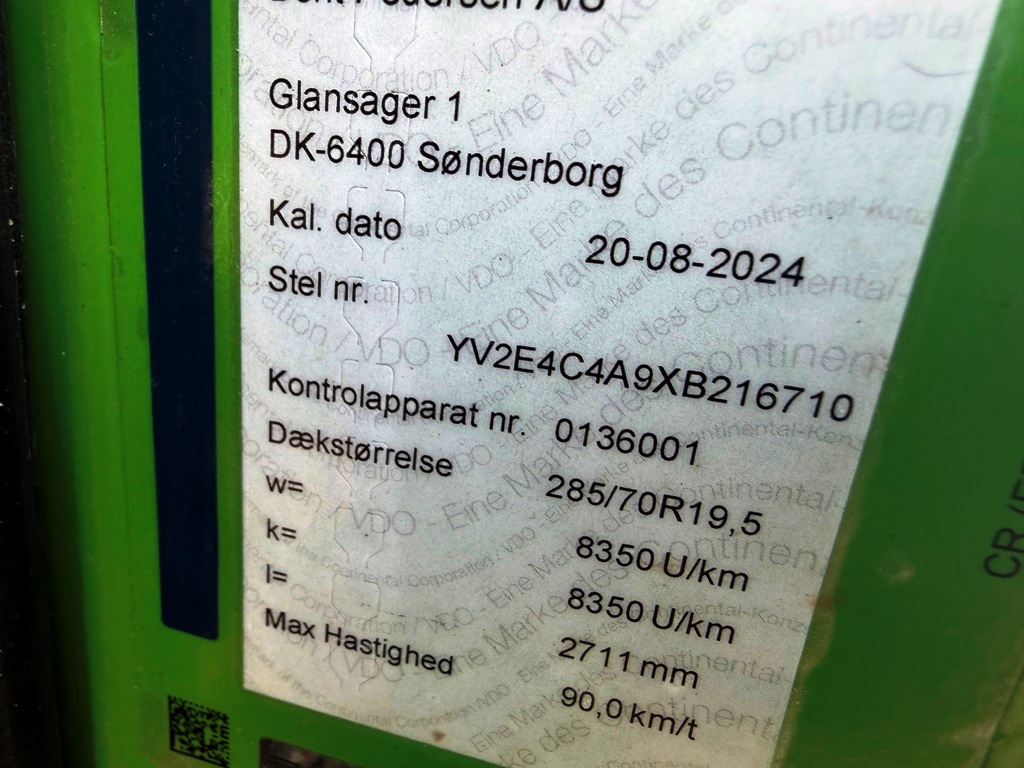 Pedersen A/S
Glansager 1
DK-6400 Sønderborg
Kal. dato 20-08-2024
Stel nr.
YV2E4C4A9XB216710
Kontrolapparat nr. 0136001
Dækstørrelse 285/70R19,5
w= 8350 U/km
k= 8350 U/km
l= 2711 mm
Max Hastighed 90,0 km/t